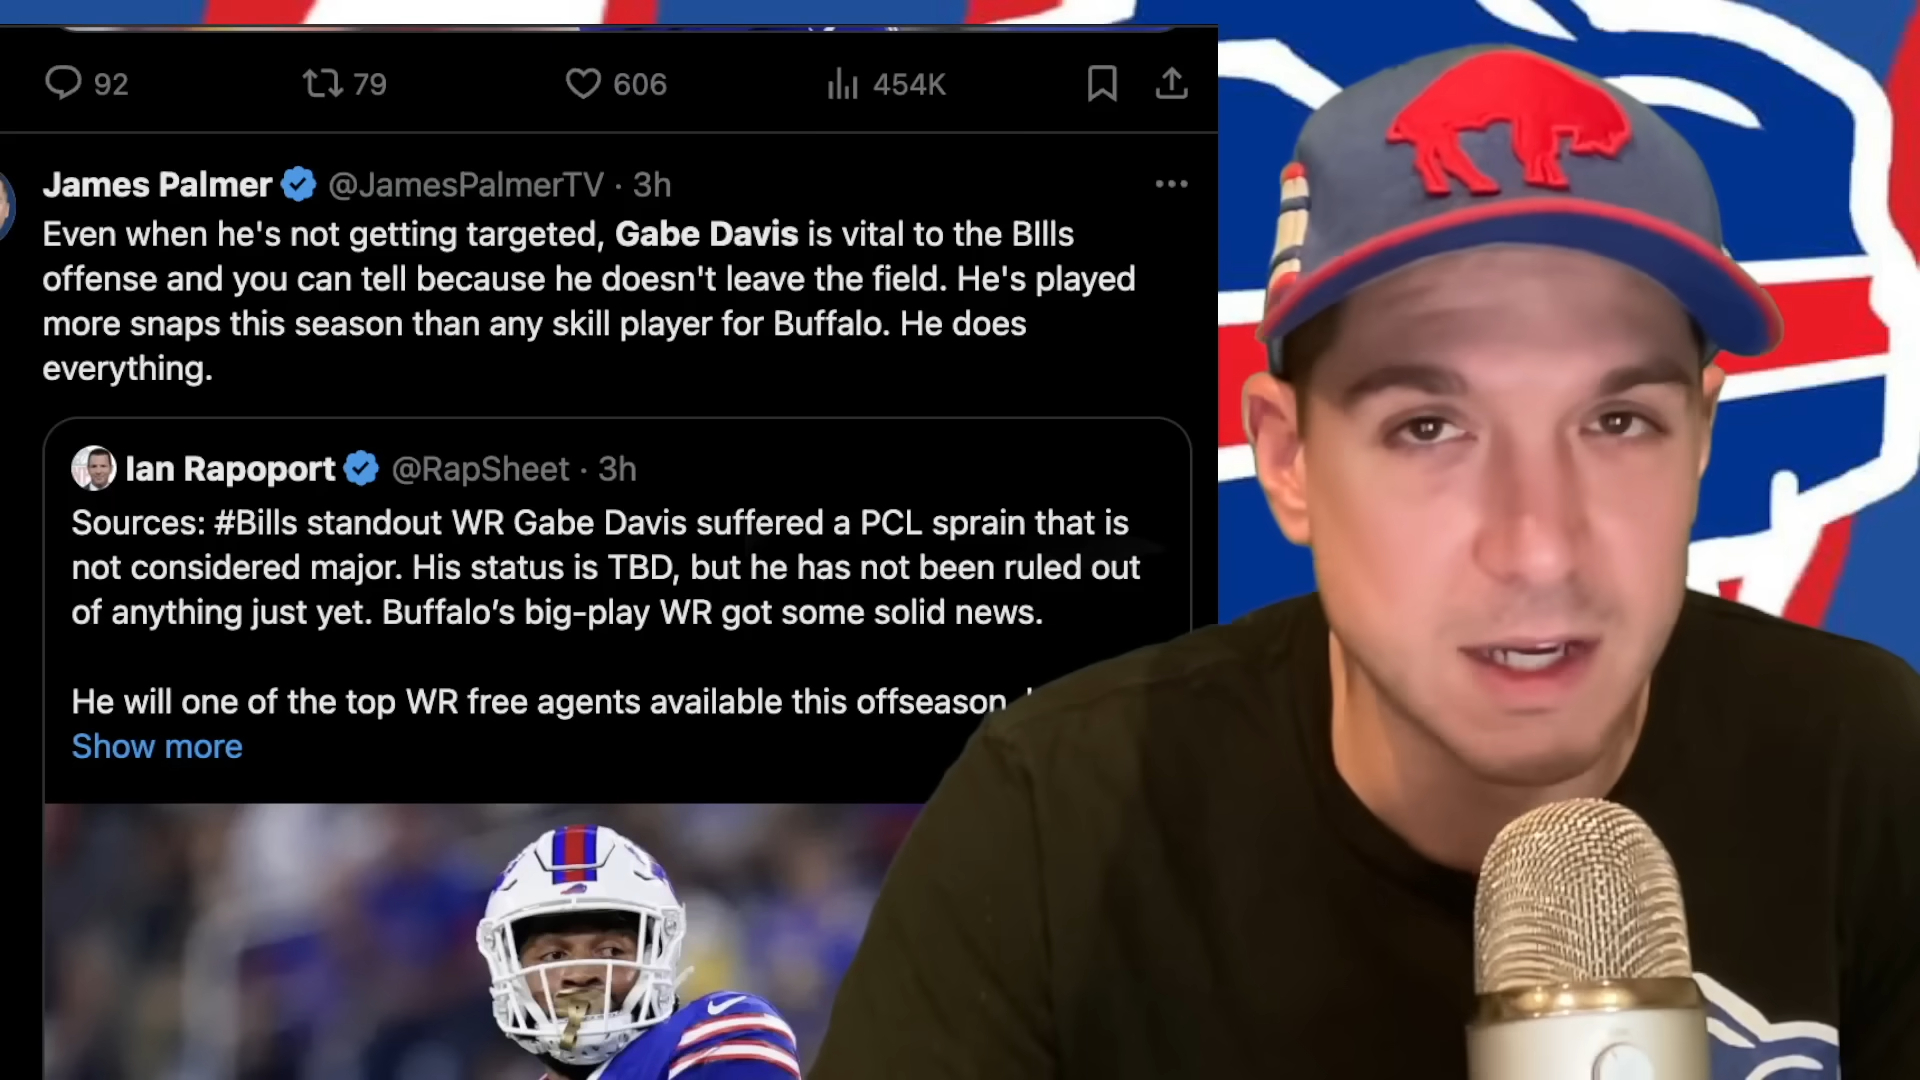 92 79 606 454K
James Palmer @JamesPalmerTV · 3h
Even when he's not getting targeted, Gabe Davis is vital to the BIlls
offense and you can tell because he doesn't leave the field. He's played
more snaps this season than any skill player for Buffalo. He does
everything.
Ian Rapoport @RapSheet · 3h
Sources: #Bills standout WR Gabe Davis suffered a PCL sprain that is
not considered major. His status is TBD, but he has not been ruled out
of anything just yet. Buffalo’s big-play WR got some solid news.
He will one of the top WR free agents available this offseason
Show more